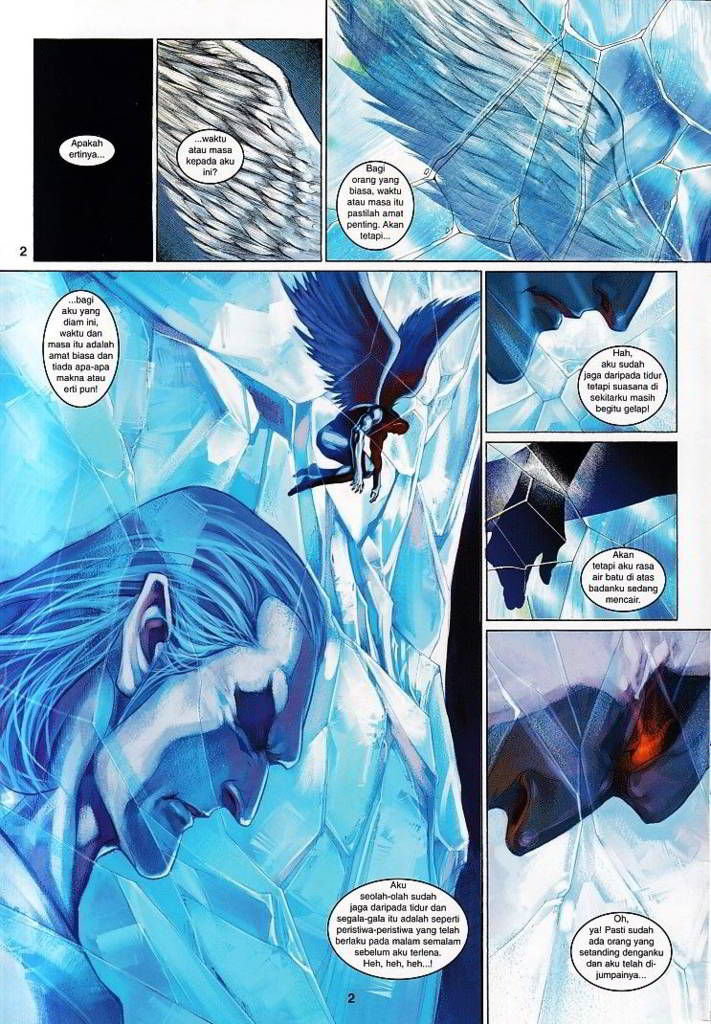 Apakah
ertinya...
...waktu
atau masa
kepada aku
ini?
Bagi
orang yang
biasa, waktu
atau masa itu
pastilah amat
penting. Akan
tetapi...
2
...bagi
aku yang
diam ini,
waktu dan
masa itu adalah
amat biasa dan
tiada apa-apa
makna atau
erti pun!
Hah,
aku sudah
jaga daripada tidur
tetapi suasana di
sekitarku masih
begitu gelap!
Akan
tetapi aku rasa
air batu di atas
badanku sedang
mencair.
Aku
seolah-olah sudah
jaga daripada tidur dan
segala-gala itu adalah seperti
peristiwa-peristiwa yang telah
berlaku pada malam semalam
sebelum aku terlena.
Heh, heh, heh...!
Oh,
ya! Pasti sudah
ada orang yang
setanding denganku
dan aku telah di-
jumpainya...
2